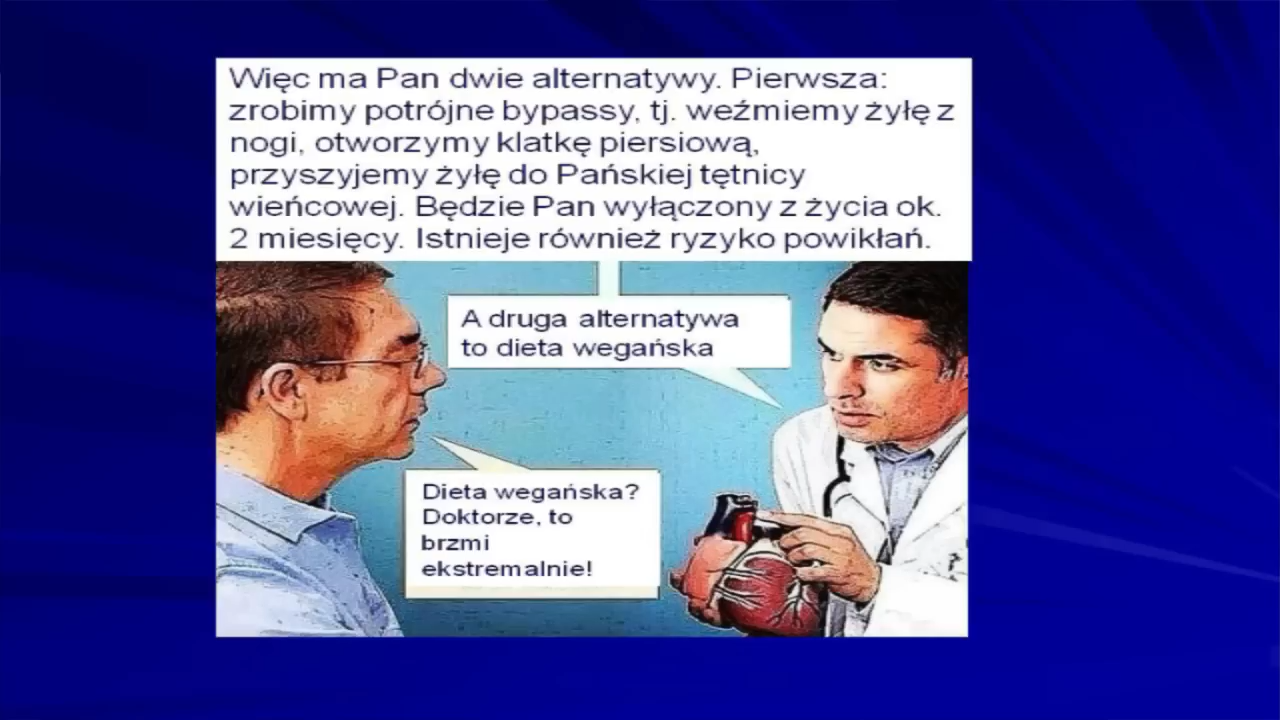 Więc ma Pan dwie alternatywy. Pierwsza:
zrobimy potrójne bypassy, tj. weźmiemy żyłę z
nogi, otworzymy klatkę piersiową,
przyszyjemy żyłę do Pańskiej tętnicy
wieńcowej. Będzie Pan wyłączony z życia ok.
2 miesięcy. Istnieje również ryzyko powikłań.
A druga alternatywa
to dieta wegańska
Dieta wegańska?
Doktorze, to
brzmi
ekstremalnie!